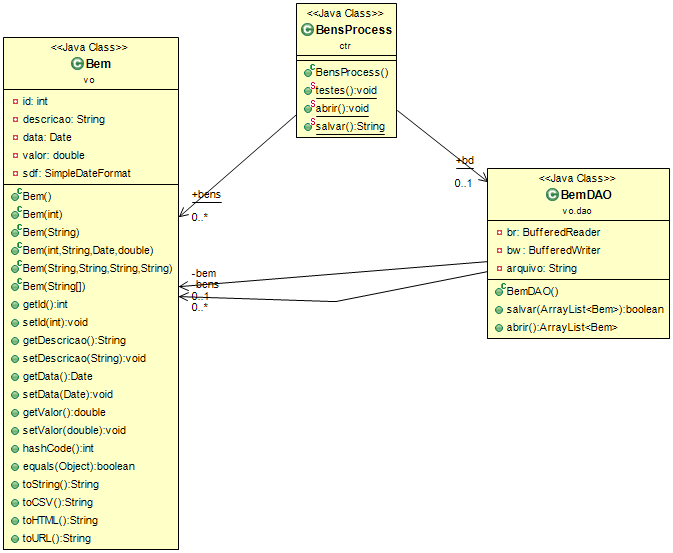 <<Java Class>>
BensProcess
ctr
BensProcess()
testes():void
abrir():void
salvar():String
<<Java Class>>
Bem
vo
id: int
descricao: String
data: Date
valor: double
sdf: SimpleDateFormat
Bem()
Bem(int)
Bem(String)
Bem(int,String,Date,double)
Bem(String,String,String,String)
Bem(String[])
getId():int
setId(int):void
getDescricao():String
setDescricao(String):void
getData():Date
setData(Date):void
getValor():double
setValor(double):void
hashCode():int
equals(Object):boolean
toString():String
toCSV():String
toHTML():String
toURL():String
+bens
0..*
+bd
0..1
-bem
-bens
0..1
0..*
<<Java Class>>
BemDAO
vo.dao
br: BufferedReader
bw: BufferedWriter
arquivo: String
BemDAO()
salvar(ArrayList<Bem>):boolean
abrir():ArrayList<Bem>